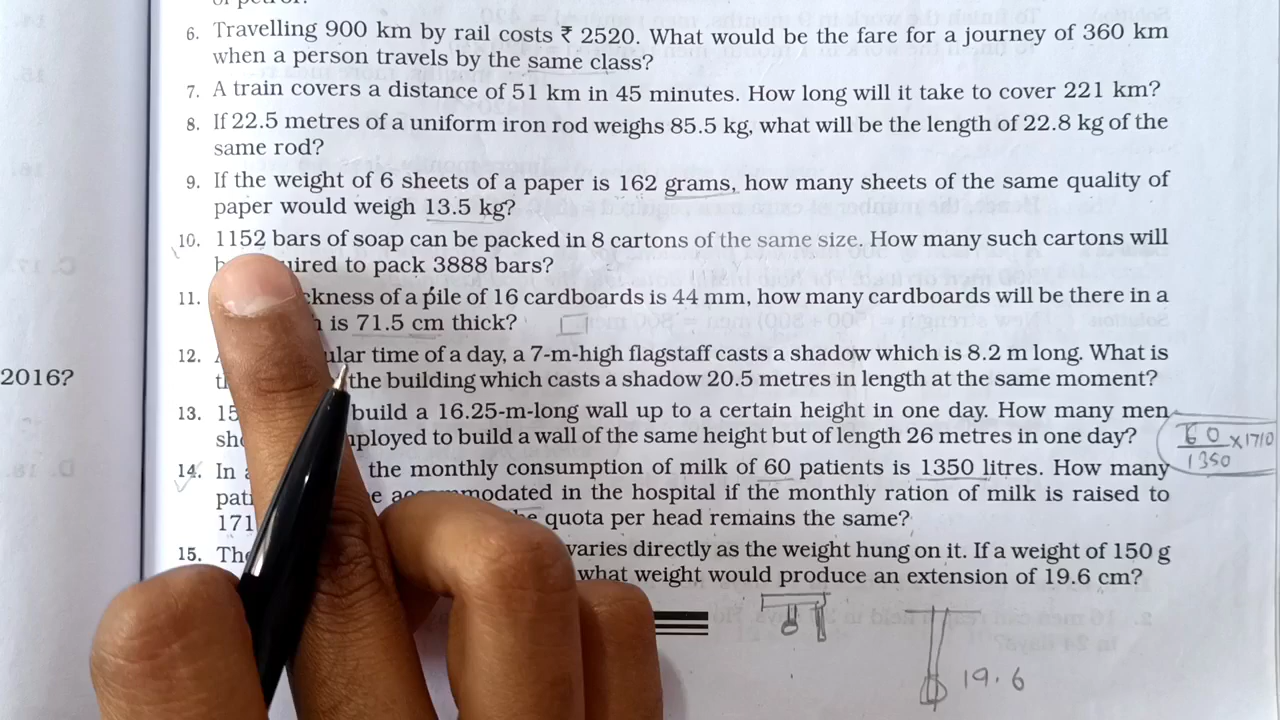 6. Travelling 900 km by rail costs ₹ 2520. What would be the fare for a journey of 360 km
when a person travels by the same class?
7. A train covers a distance of 51 km in 45 minutes. How long will it take to cover 221 km?
8. If 22.5 metres of a uniform iron rod weighs 85.5 kg, what will be the length of 22.8 kg of the
same rod?
9. If the weight of 6 sheets of a paper is 162 grams, how many sheets of the same quality of
paper would weigh 13.5 kg?
10. 1152 bars of soap can be packed in 8 cartons of the same size. How many such cartons will
to pack 3888 bars?
11. of a pile of 16 cardboards is 44 mm, how many cardboards will be there in a
is 71.5 cm thick?
2016?
12. time of a day, a 7-m-high flagstaff casts a shadow which is 8.2 m long. What is
the building which casts a shadow 20.5 metres in length at the same moment?
13. build a 16.25-m-long wall up to a certain height in one day. How many men
to build a wall of the same height but of length 26 metres in one day?
60/1350 x1710
14. In the monthly consumption of milk of 60 patients is 1350 litres. How many
in the hospital if the monthly ration of milk is raised to
quota per head remains the same?
15. varies directly as the weight hung on it. If a weight of 150 g
what weight would produce an extension of 19.6 cm?
19.6